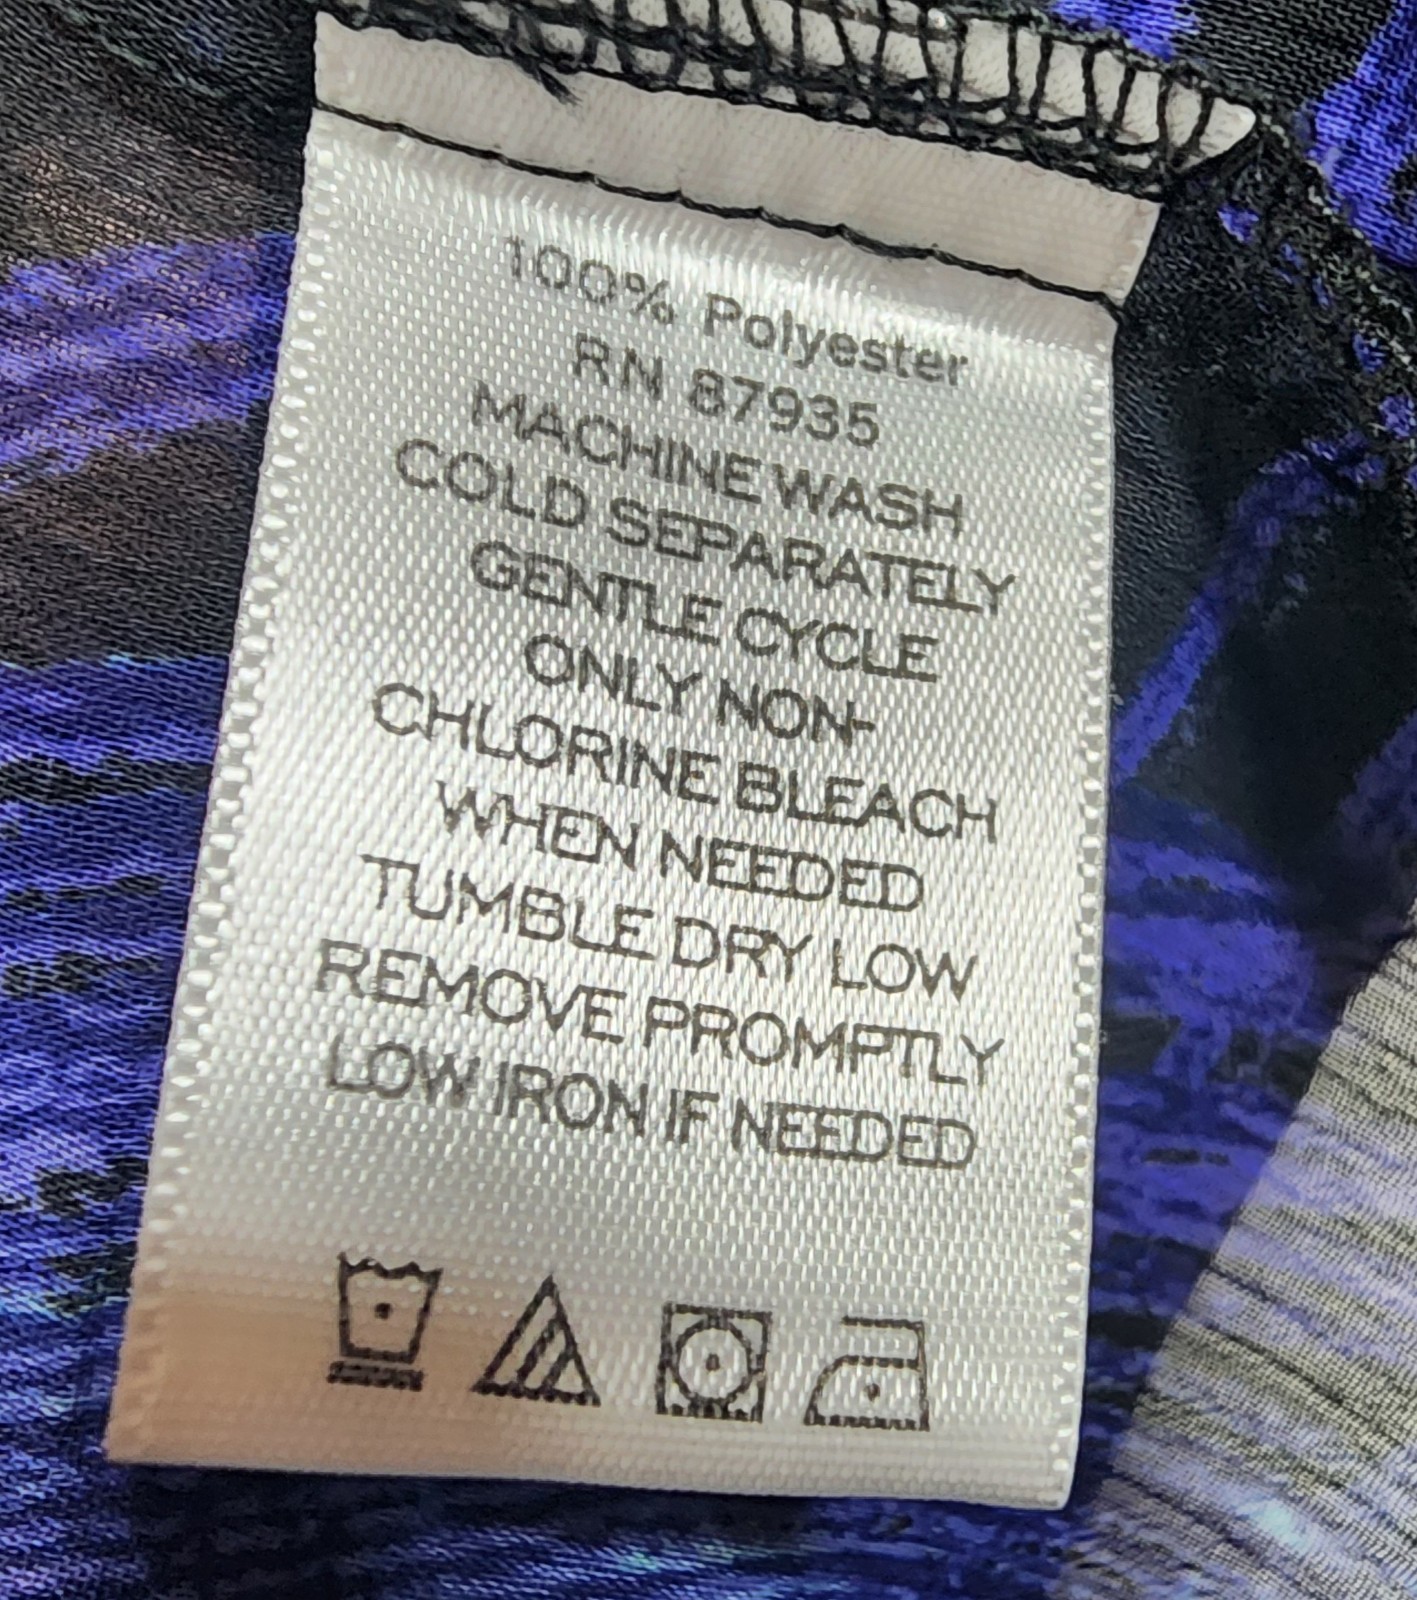 100% Polyester
RN 87935
MACHINE WASH
COLD SEPARATELY
GENTLE CYCLE
ONLY NON-
CHLORINE BLEACH
WHEN NEEDED
TUMBLE DRY LOW
REMOVE PROMPTLY
LOW IRON IF NEEDED